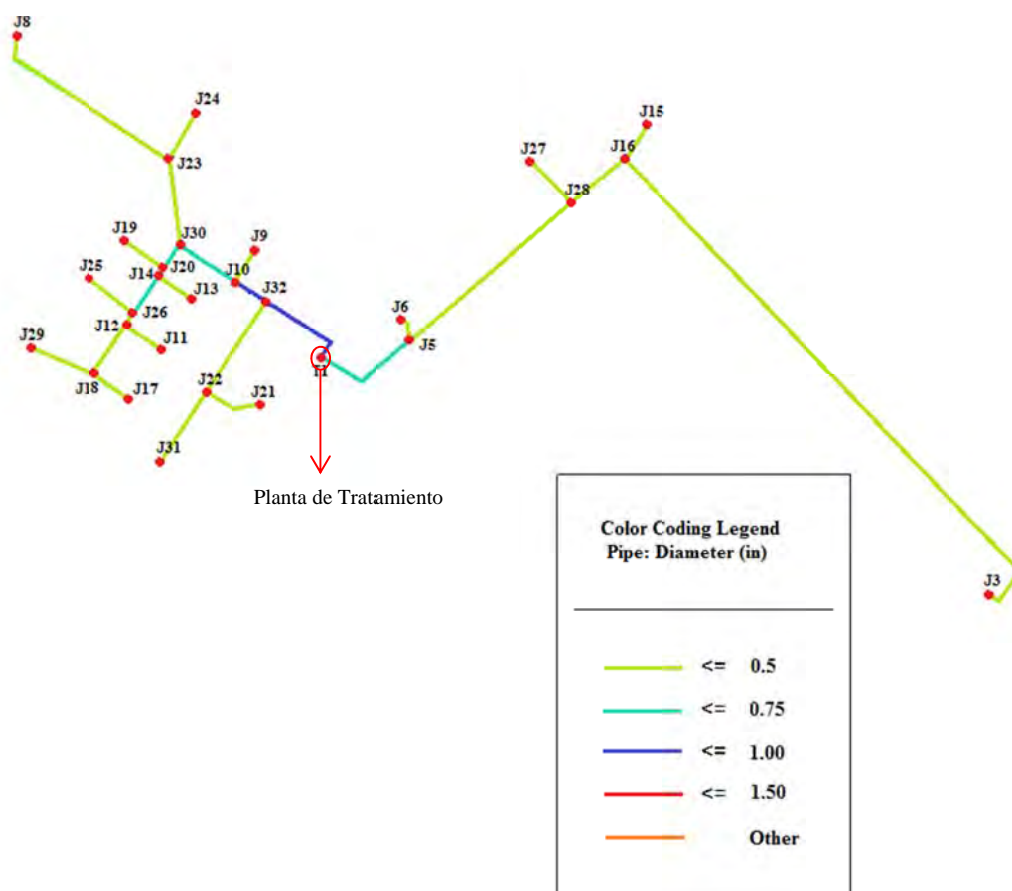 J8
J24
J15
J27
J16
J23
J28
J19
J30
J9
J25
J14
J20
J10
J32
J13
J26
J6
J12
J29
J11
J5
J18
J17
J22
J21
J31
Planta de Tratamiento
J3
Color Coding Legend
Pipe: Diameter (in)
<= 0.5
<= 0.75
<= 1.00
<= 1.50
Other